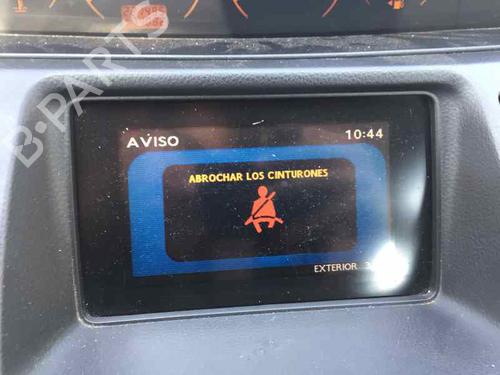 B-PARTS
AVISO 10:44
ABROCHAR LOS CINTURONES
EXTERIOR